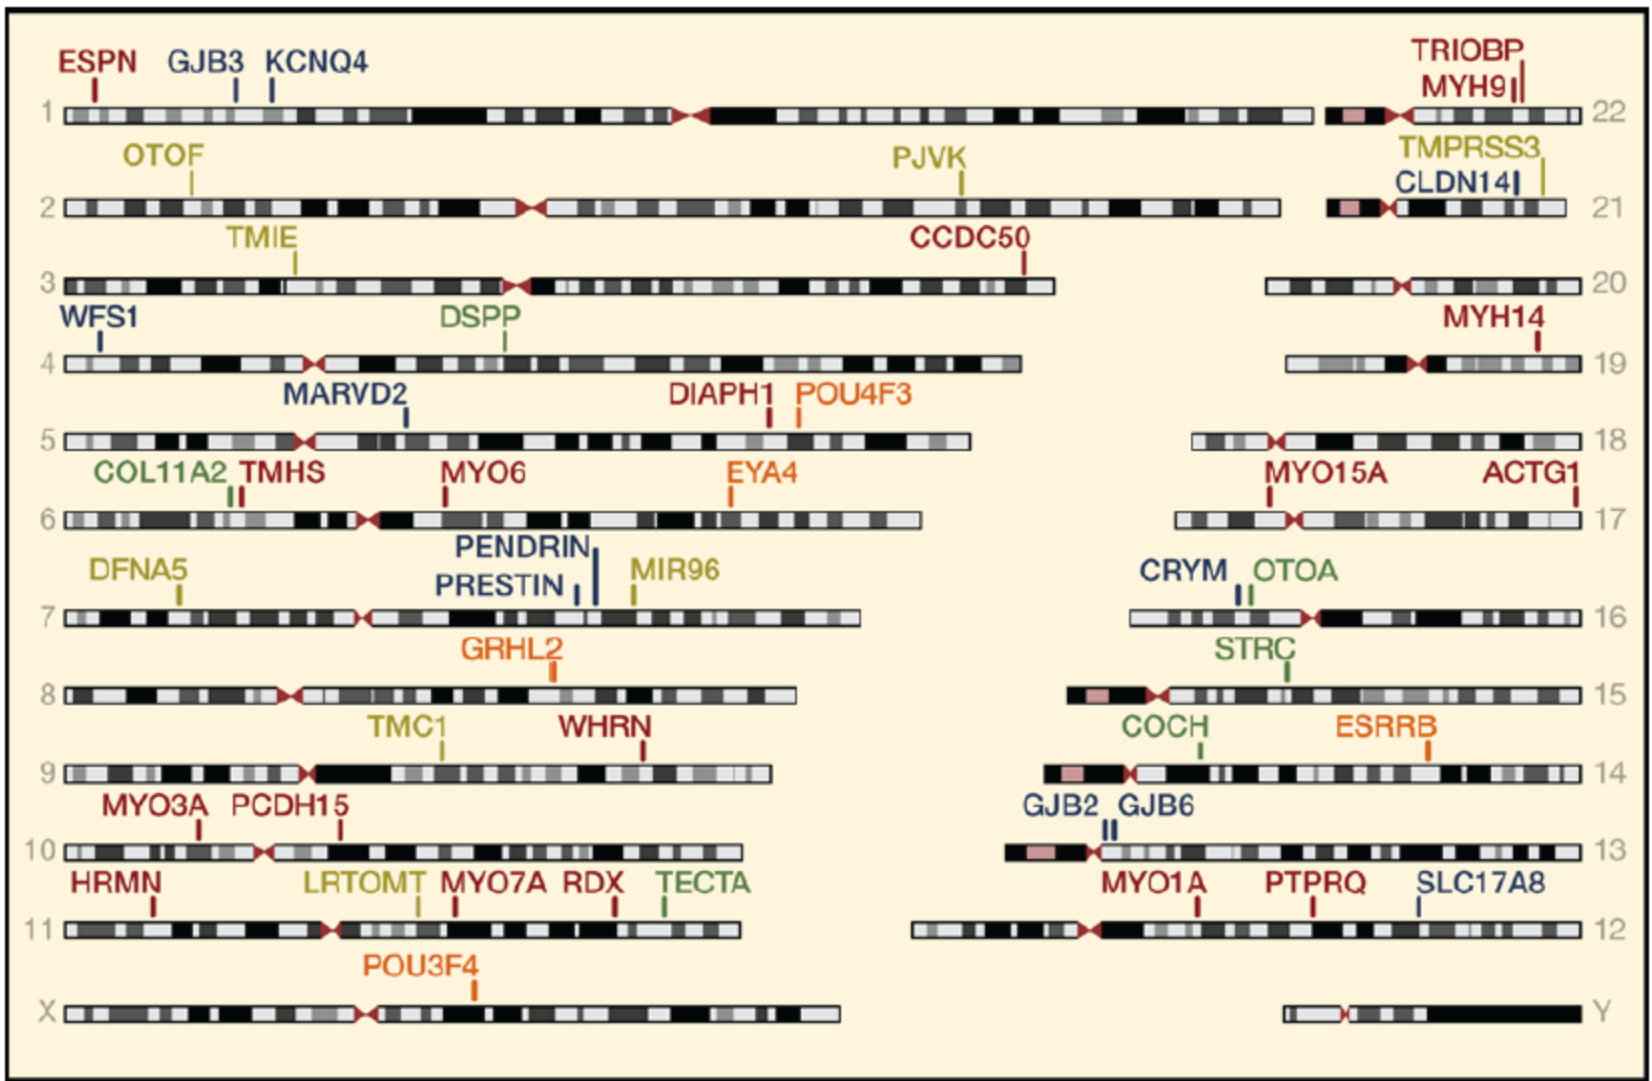 ESPN GJB3 KCNQ4 TRIOBP
MYH9
1 22
OTOF PJVK TMPRSS3
CLDN14
2 21
TMIE CCDC50
3 20
WFS1 DSPP MYH14
4 19
MARVD2 DIAPH1 POU4F3
5 18
COL11A2 TMHS MYO6 EYA4 MYO15A ACTG1
6 17
PENDRIN
DFNA5 PRESTIN MIR96 CRYM OTOA
7 16
GRHL2 STRC
8 15
TMC1 WHRN COCH ESRRB
9 14
MYO3A PCDH15 GJB2 GJB6
10 13
HRMN LRTOMT MYO7A RDX TECTA MYO1A PTPRQ SLC17A8
11 12
POU3F4
X Y